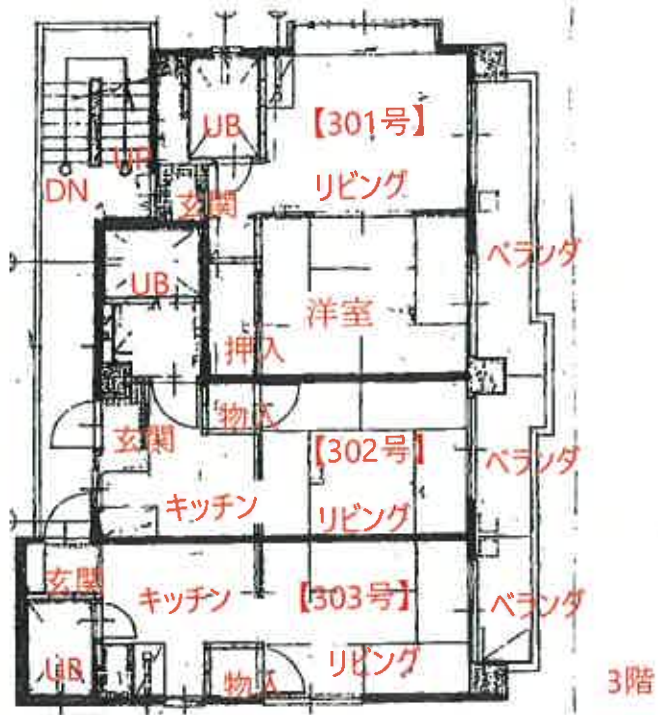 UB
【301号】
UP
DN
玄関
リビング
ベランダ
UB
洋室
押入
物入
玄関
【302号】
ベランダ
キッチン
リビング
玄関
キッチン
【303号】
ベランダ
UB
物入
リビング
3階